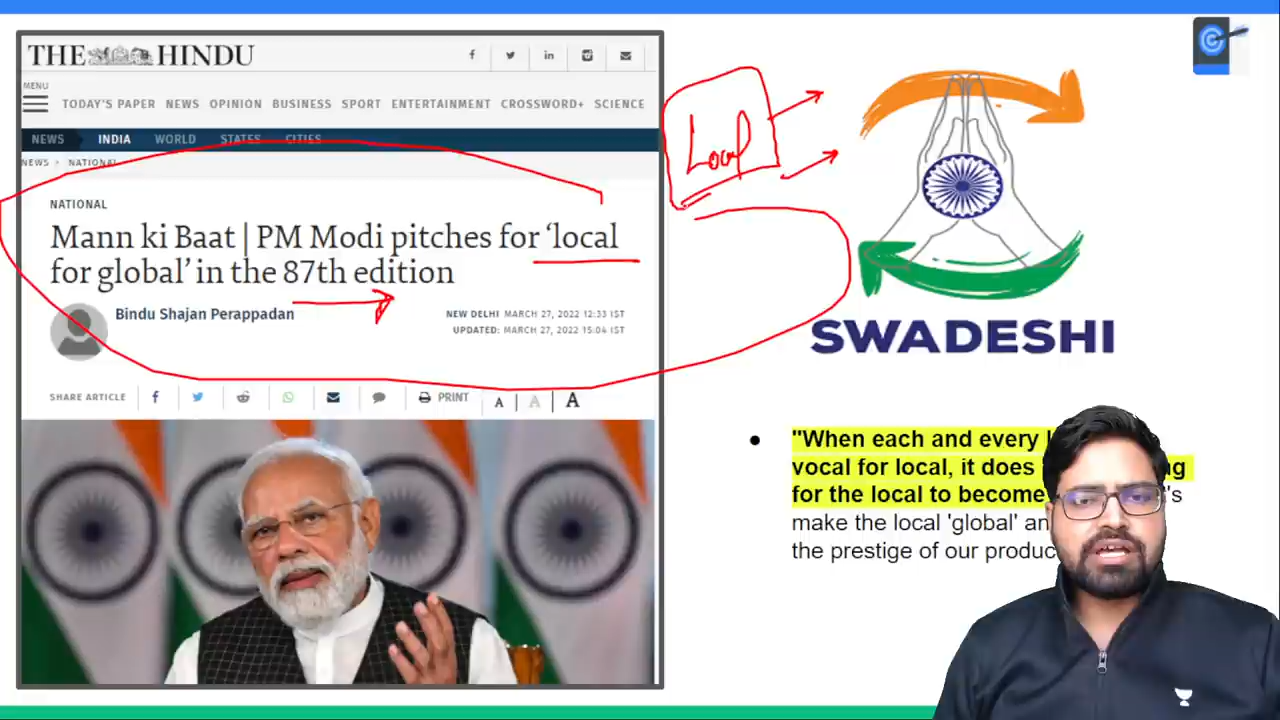 THE HINDU
MENU
TODAY'S PAPER NEWS OPINION BUSINESS SPORT ENTERTAINMENT CROSSWORD+ SCIENCE
NEWS INDIA WORLD STATES CITIES
NEWS > NATIONAL
NATIONAL
Mann ki Baat | PM Modi pitches for ‘local
for global’ in the 87th edition
Bindu Shajan Perappadan
NEW DELHI MARCH 27, 2022 12:33 IST
UPDATED: MARCH 27, 2022 15:04 IST
SHARE ARTICLE PRINT A A A
Local
SWADESHI
"When each and every
vocal for local, it does
for the local to become
make the local 'global' an
the prestige of our produc